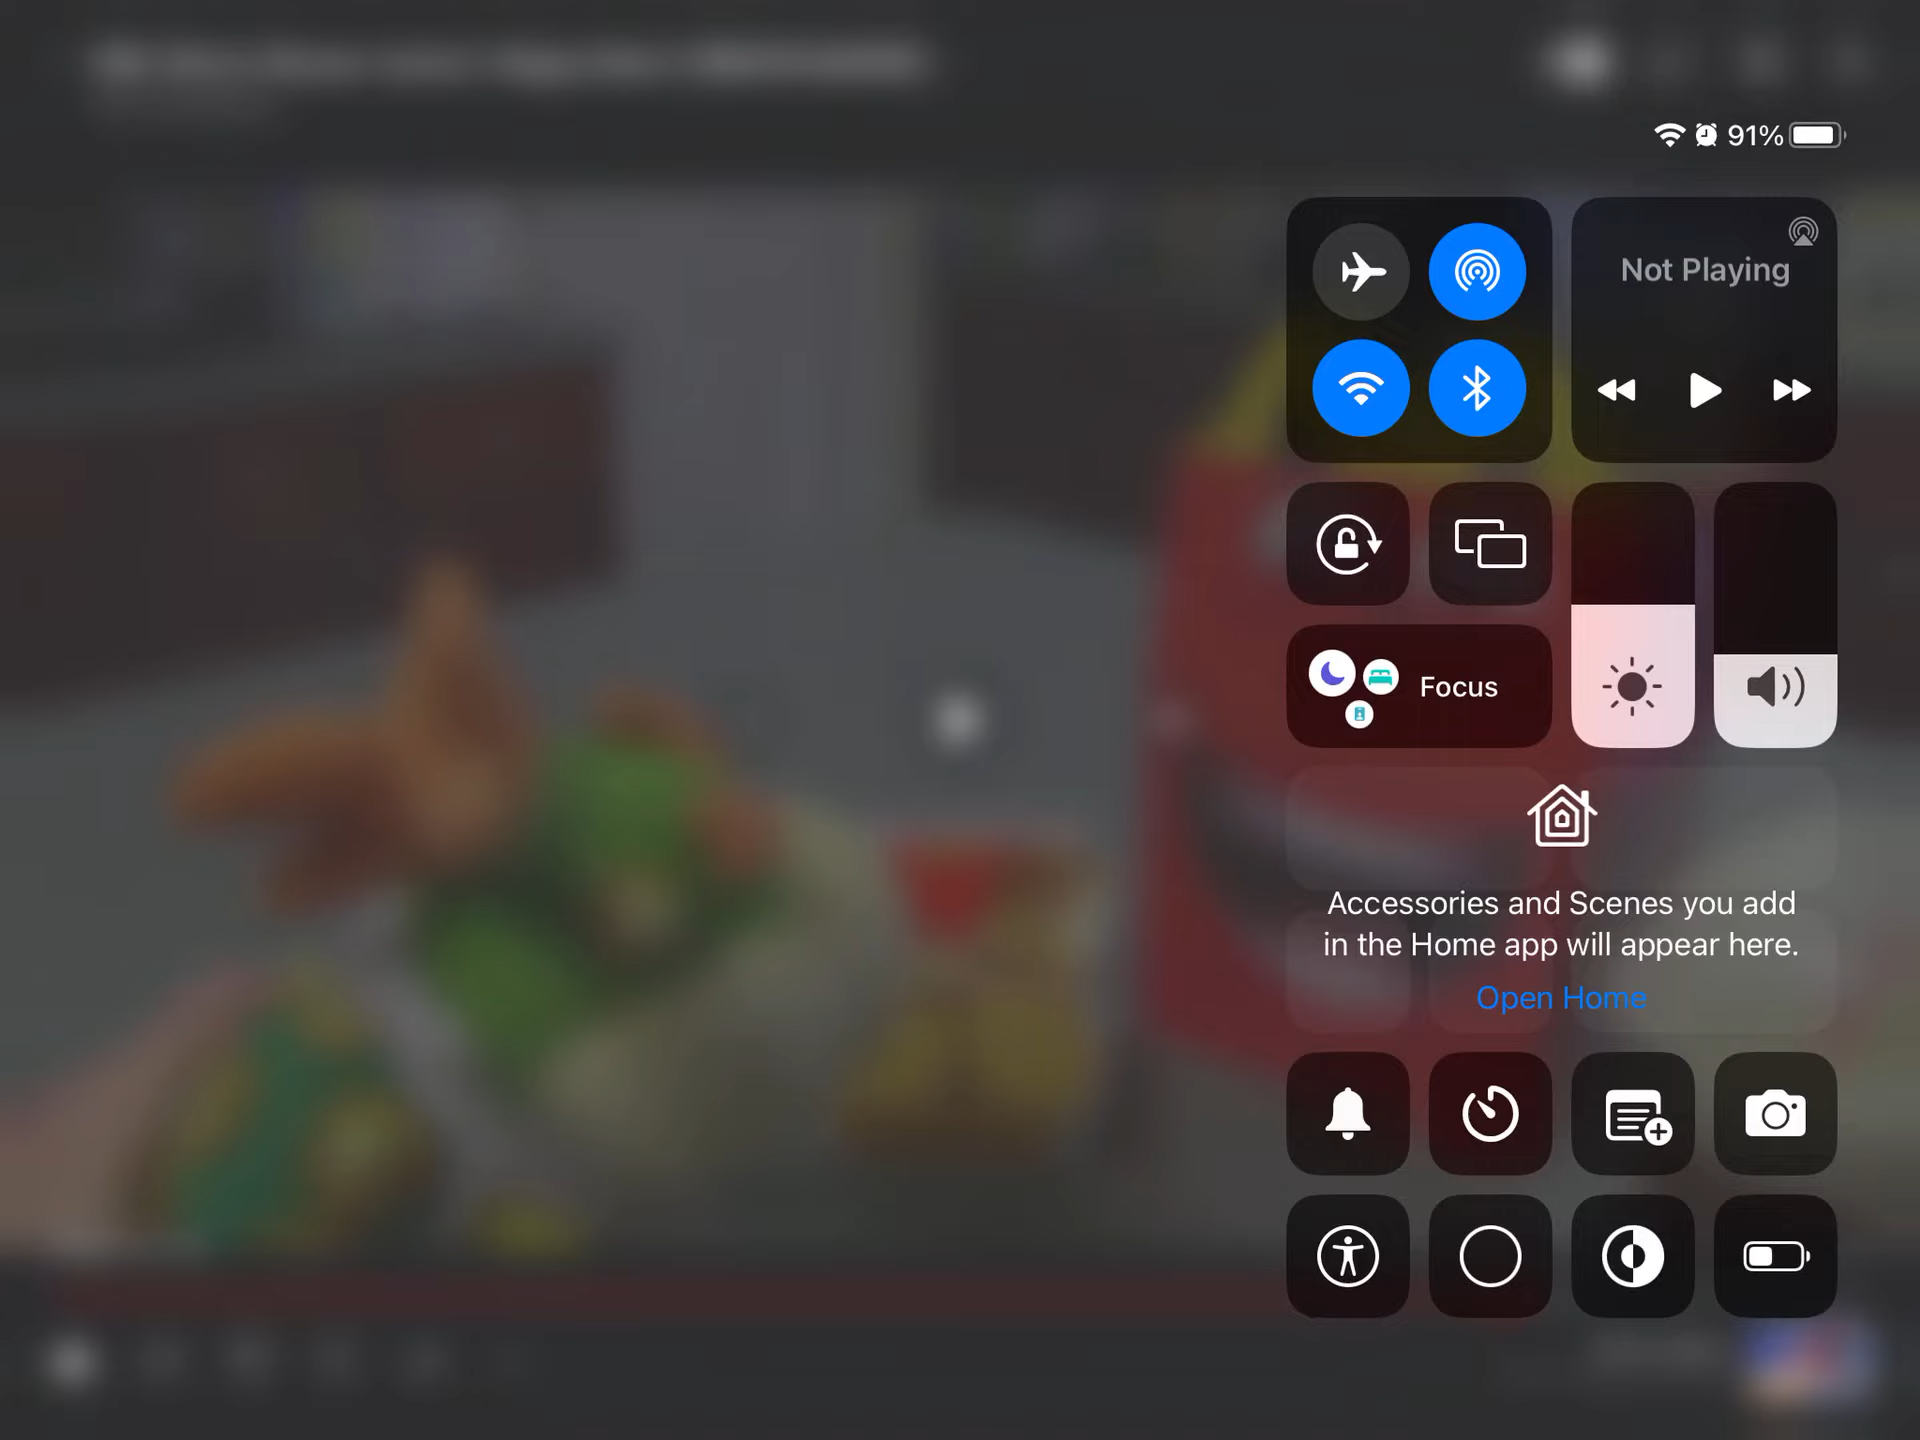 91%
Not Playing
Focus
Accessories and Scenes you add
in the Home app will appear here.
Open Home